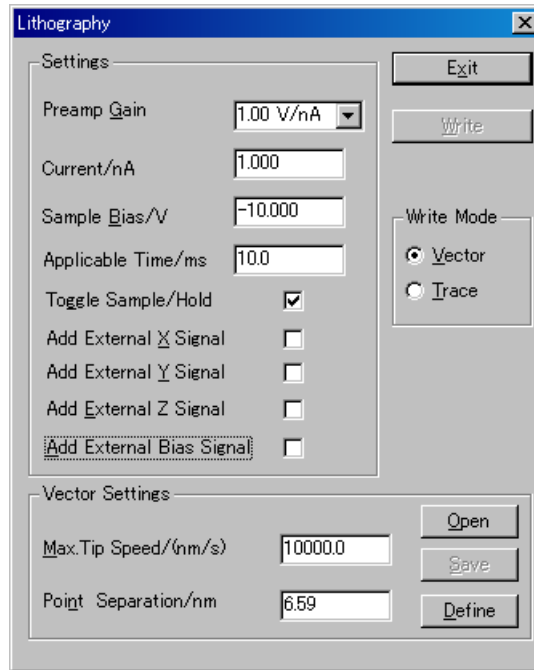 Lithography
Settings
Preamp Gain
1.00 V/nA
Current/nA
1.000
Sample Bias/V
-10.000
Applicable Time/ms
10.0
Toggle Sample/Hold
Add External X Signal
Add External Y Signal
Add External Z Signal
Add External Bias Signal
Exit
Write
Write Mode
Vector
Trace
Vector Settings
Max.Tip Speed/(nm/s)
10000.0
Point Separation/nm
6.59
Open
Save
Define